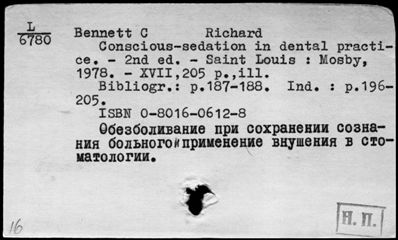 L
6780
Bennett C Richard
Conscious-sedation in dental practi-
ce. - 2nd ed. - Saint Louis : Mosby,
1978. - XVII,205 p.,ill.
Bibliogr.: p.187-188. Ind. : p.196-
205.
ISBN 0-8016-0612-8
Обезболивание при сохранении созна-
ния больного и применение внушения в сто-
матологии.
Н.П.
16